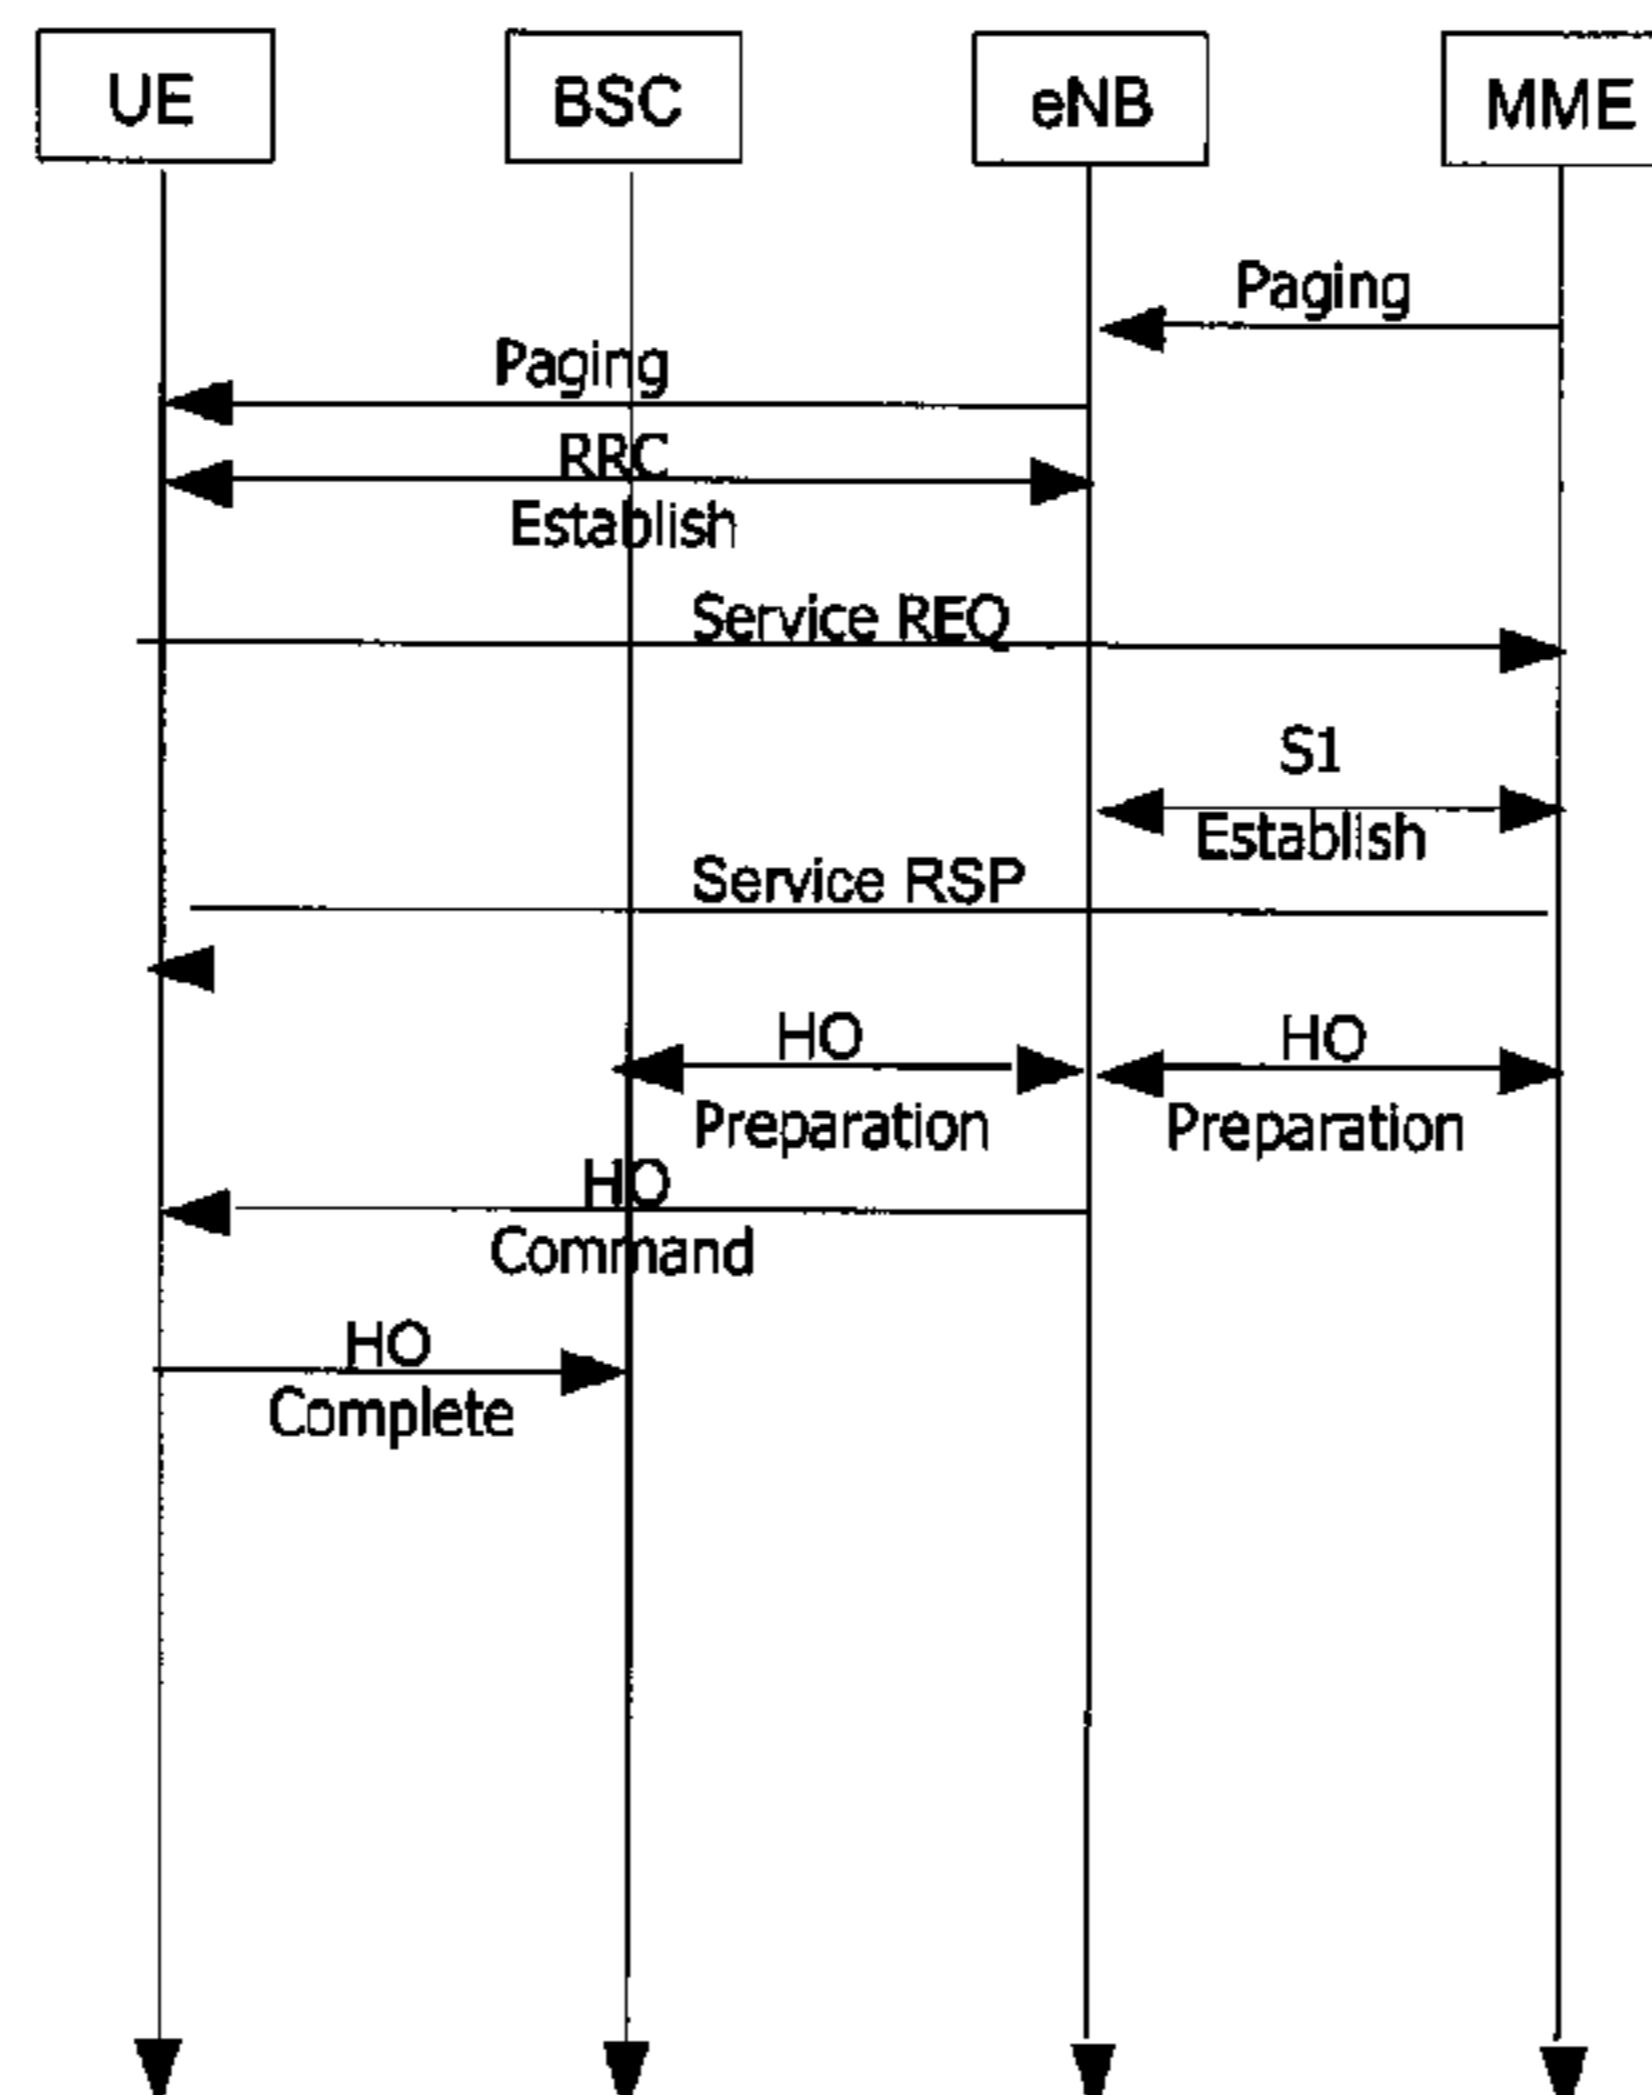 UE
BSC
eNB
MME
Paging
Paging
RRC
Establish
Service REQ
S1
Establish
Service RSP
HO
HO
Preparation
Preparation
HO
Command
HO
Complete